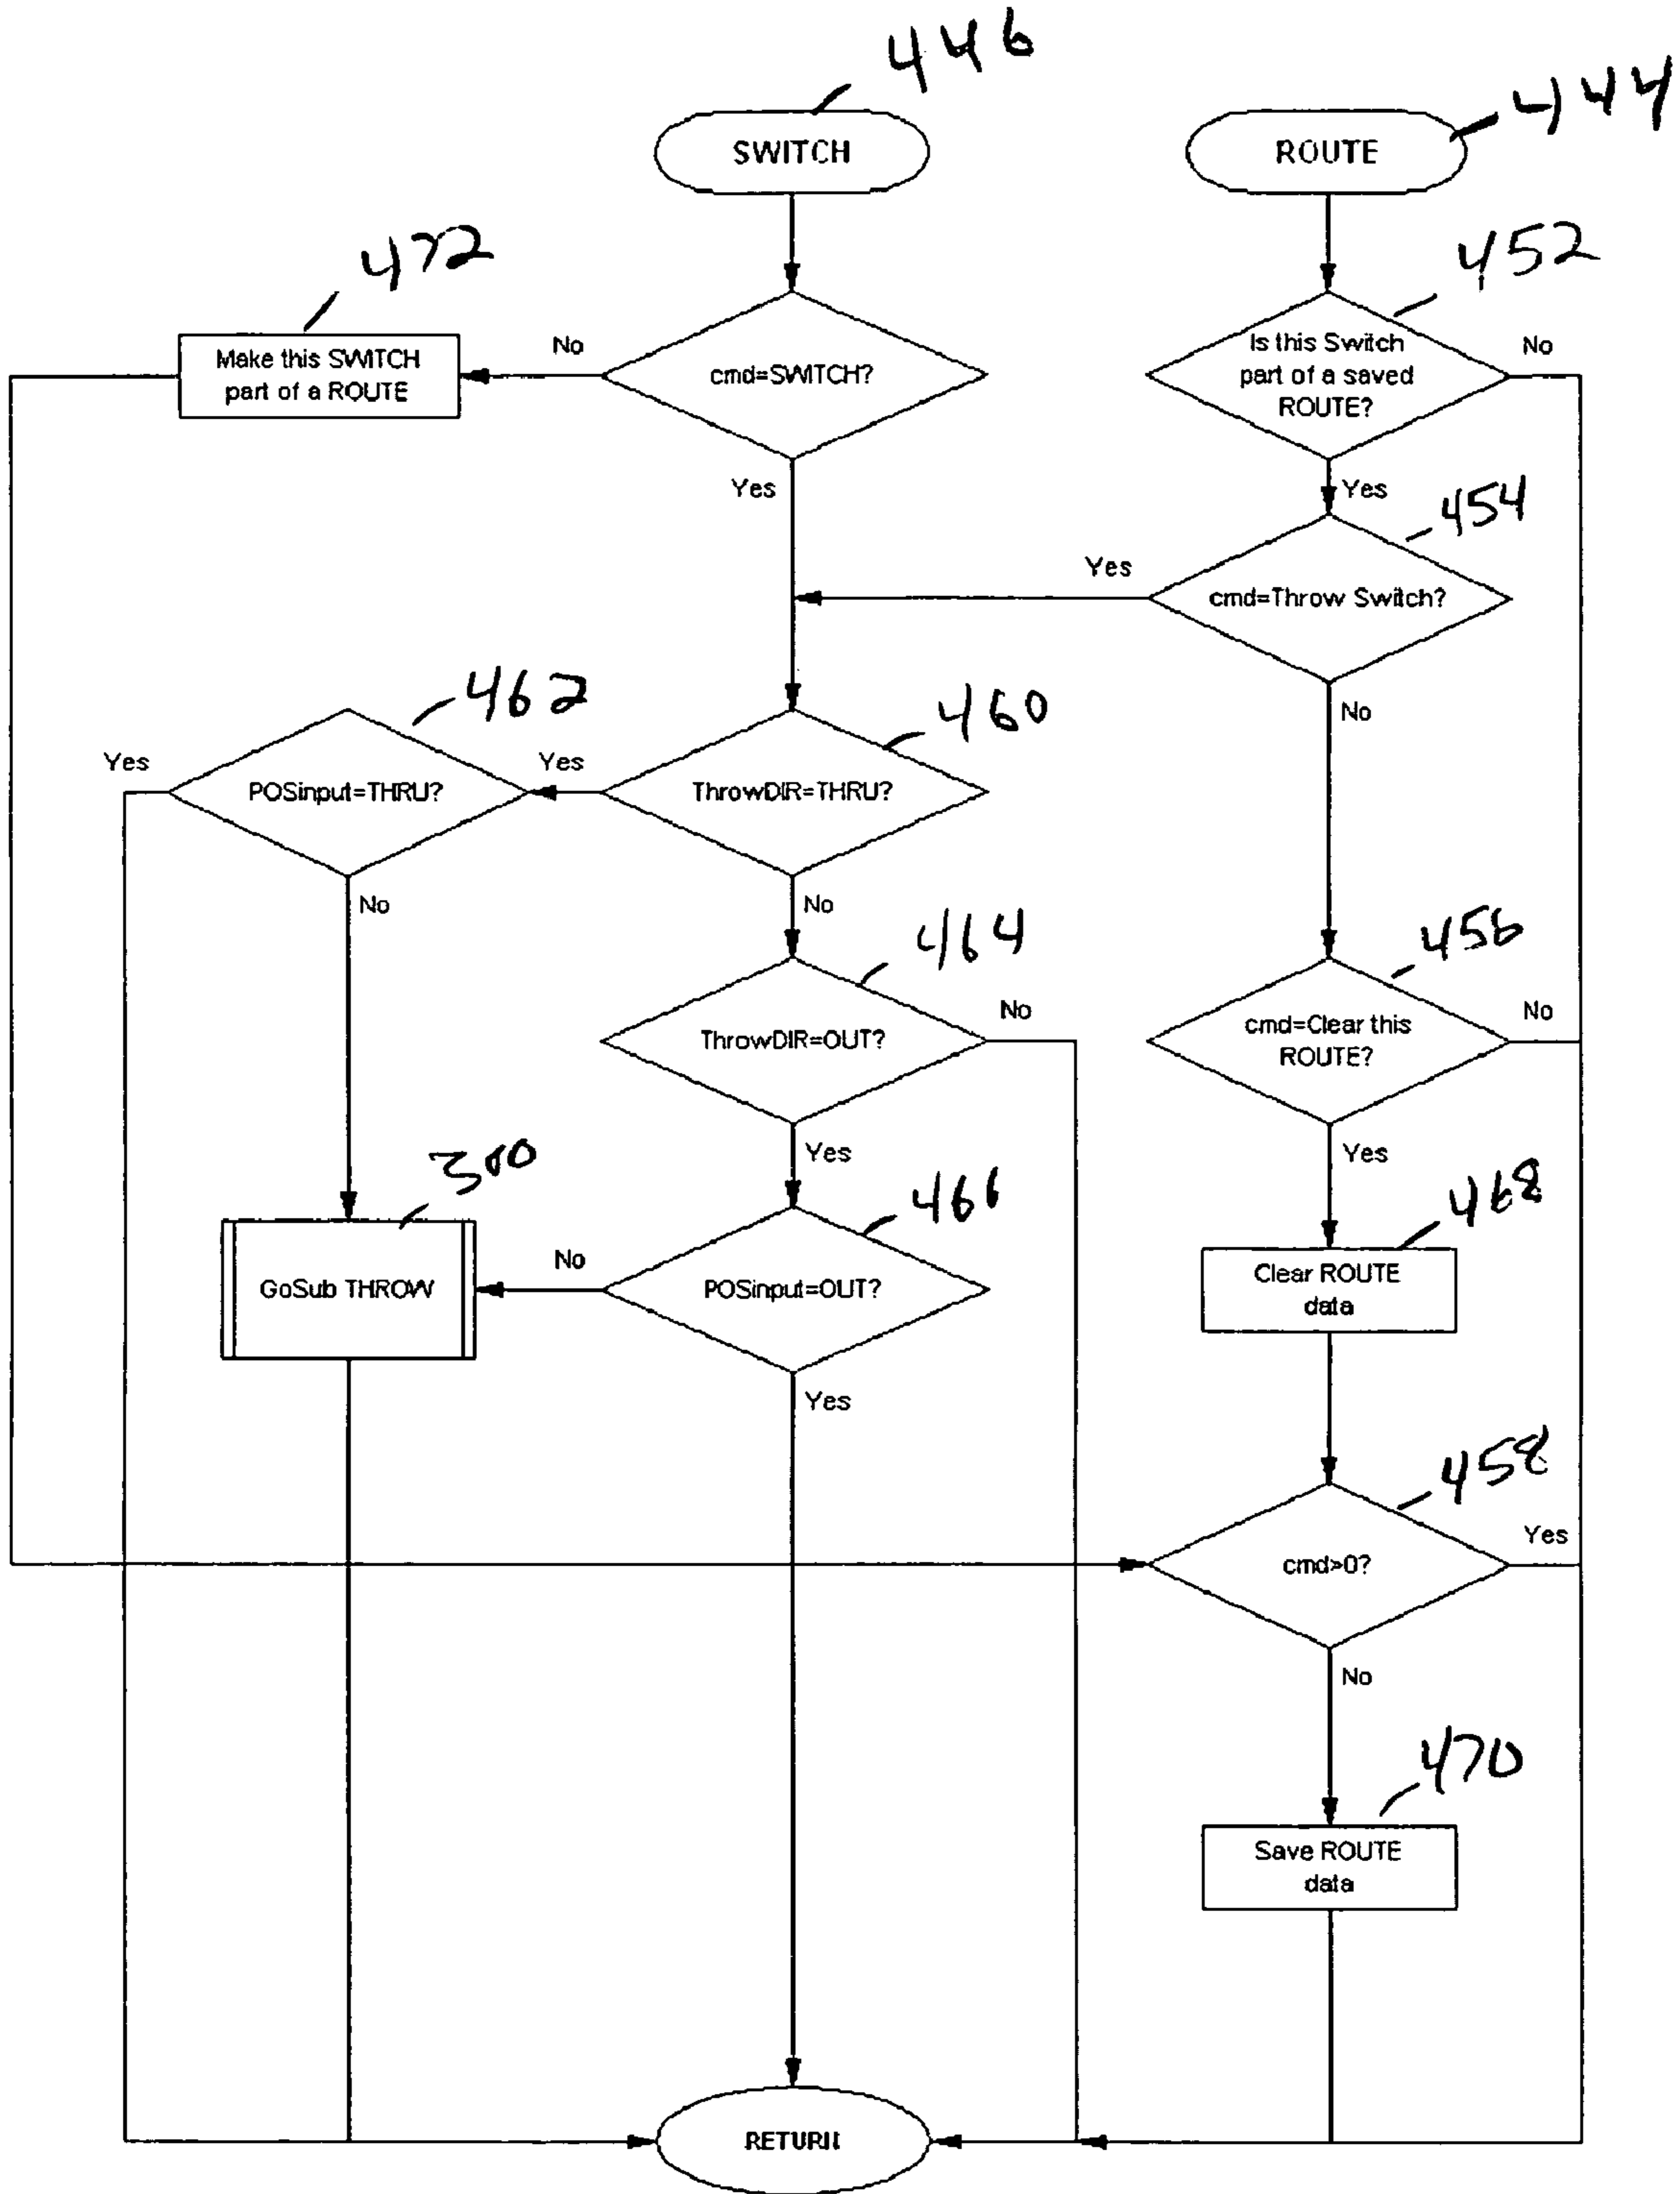 446
444
SWITCH
ROUTE
472
452
Make this SWITCH
part of a ROUTE
No
cmd=SWITCH?
Is this Switch
part of a saved
ROUTE?
No
Yes
Yes
454
Yes
cmd=Throw Switch?
462
460
No
Yes
POSinput=THRU?
Yes
ThrowDIR=THRU?
No
No
464
456
ThrowDIR=OUT?
No
cmd=Clear this
ROUTE?
No
Yes
Yes
300
466
468
GoSub THROW
No
POSinput=OUT?
Clear ROUTE
data
Yes
458
cmd>0?
Yes
No
470
Save ROUTE
data
RETURN